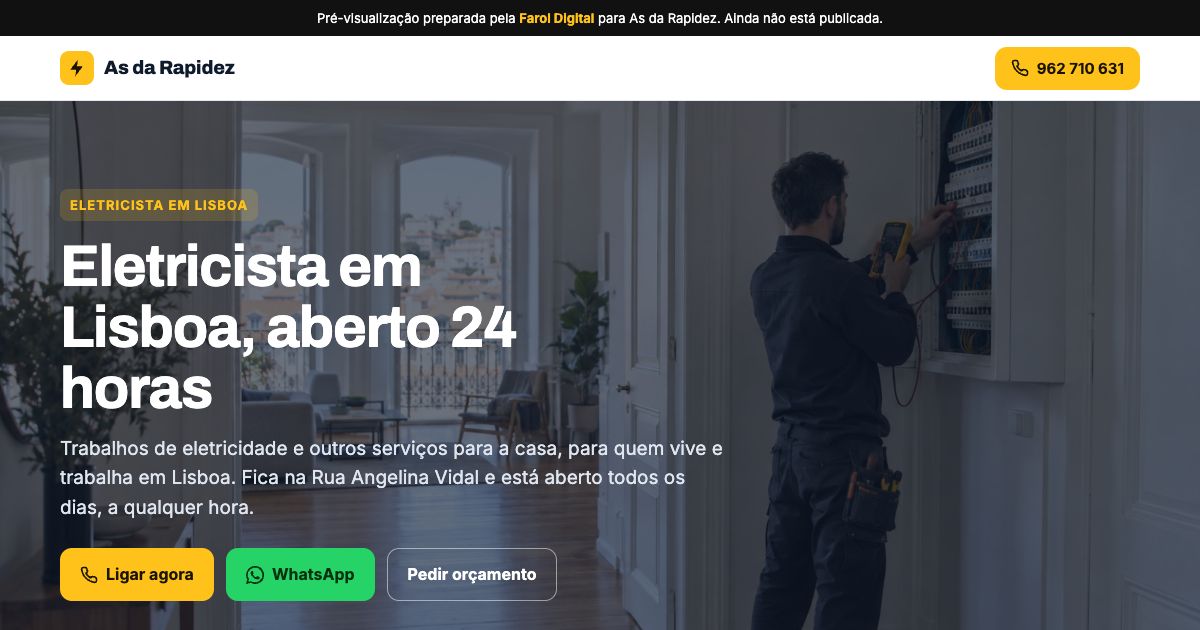 Pré-visualização preparada pela Farol Digital para As da Rapidez. Ainda não está publicada.
As da Rapidez
962 710 631
ELETRICISTA EM LISBOA
Eletricista em
Lisboa, aberto 24
horas
Trabalhos de eletricidade e outros serviços para a casa, para quem vive e
trabalha em Lisboa. Fica na Rua Angelina Vidal e está aberto todos os
dias, a qualquer hora.
Ligar agora
WhatsApp
Pedir orçamento